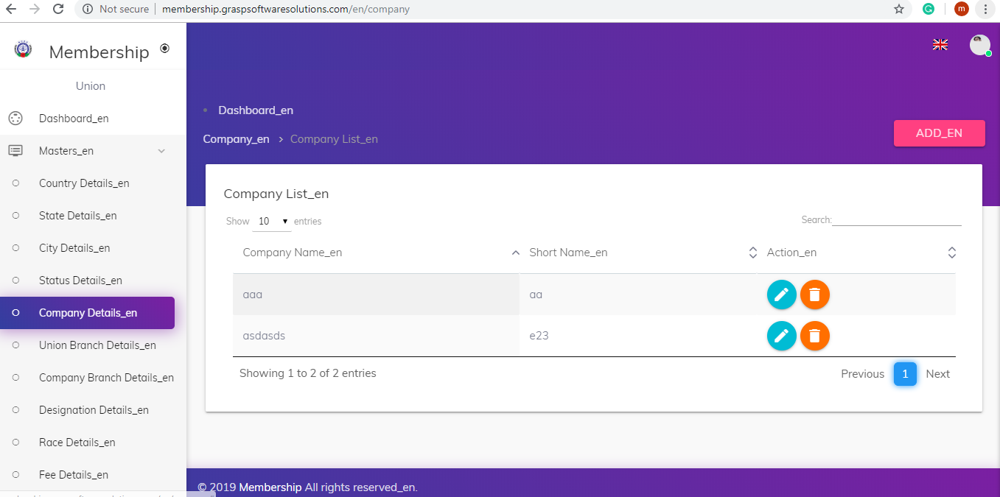 Not secure membership.graspsoftwaresolutions.com/en/company
m
Membership
Union
Dashboard_en
Masters_en
Country Details_en
State Details_en
City Details_en
Status Details_en
Company Details_en
Union Branch Details_en
Company Branch Details_en
Designation Details_en
Race Details_en
Fee Details_en
Dashboard_en
Company_en > Company List_en
ADD_EN
Company List_en
Show 10 entries
Search:
Company Name_en Short Name_en Action_en
aaa aa
asdasds e23
Showing 1 to 2 of 2 entries
Previous 1 Next
© 2019 Membership All rights reserved_en.